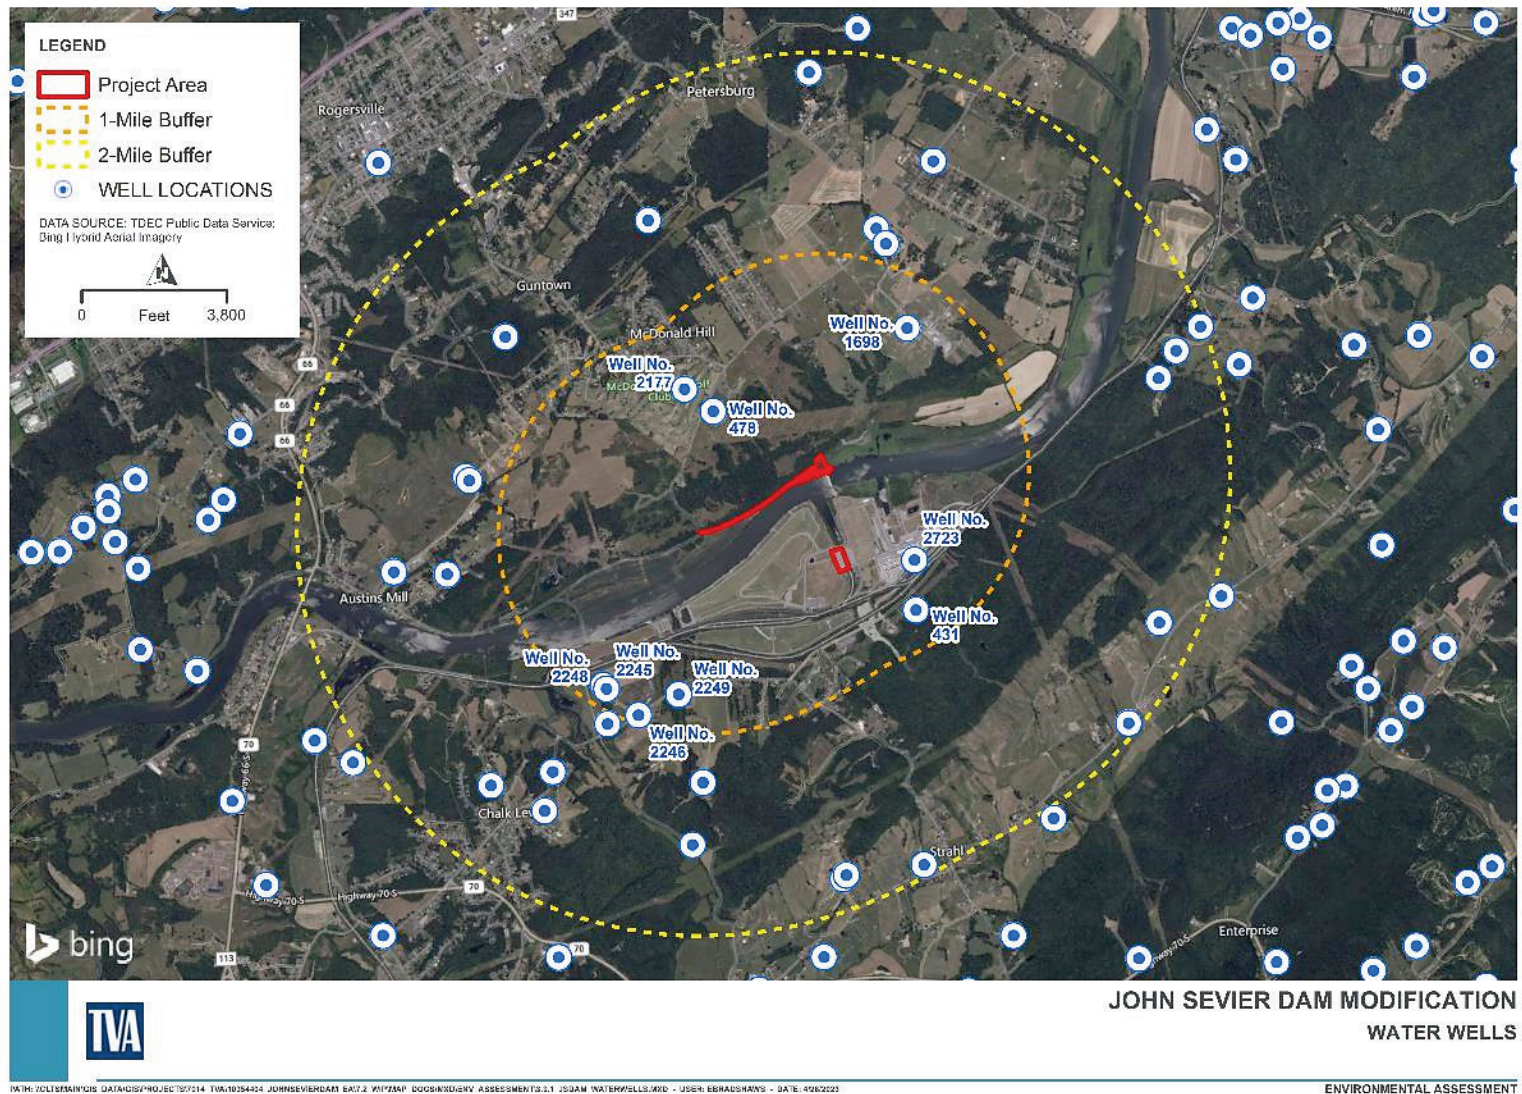 LEGEND
Project Area
1-Mile Buffer
2-Mile Buffer
WELL LOCATIONS
DATA SOURCE: TDEC Public Data Service;
Bing Hybrid Aerial Imagery
N
0 Feet 3,800
347
Rogersville
Petersburg
Guntown
McDonald Hill
Well No.
1698
Well No.
2177
Club
Well No.
478
66
66
66
Well No.
2723
Well No.
431
Austins Mill
Well No.
2248
Well No.
2245
Well No.
2249
Well No.
2246
70
Chalk Lev
Strahl
70
Highway 70-S
Highway 70-S
70
113
Enterprise
bing
TVA
JOHN SEVIER DAM MODIFICATION
WATER WELLS
ENVIRONMENTAL ASSESSMENT